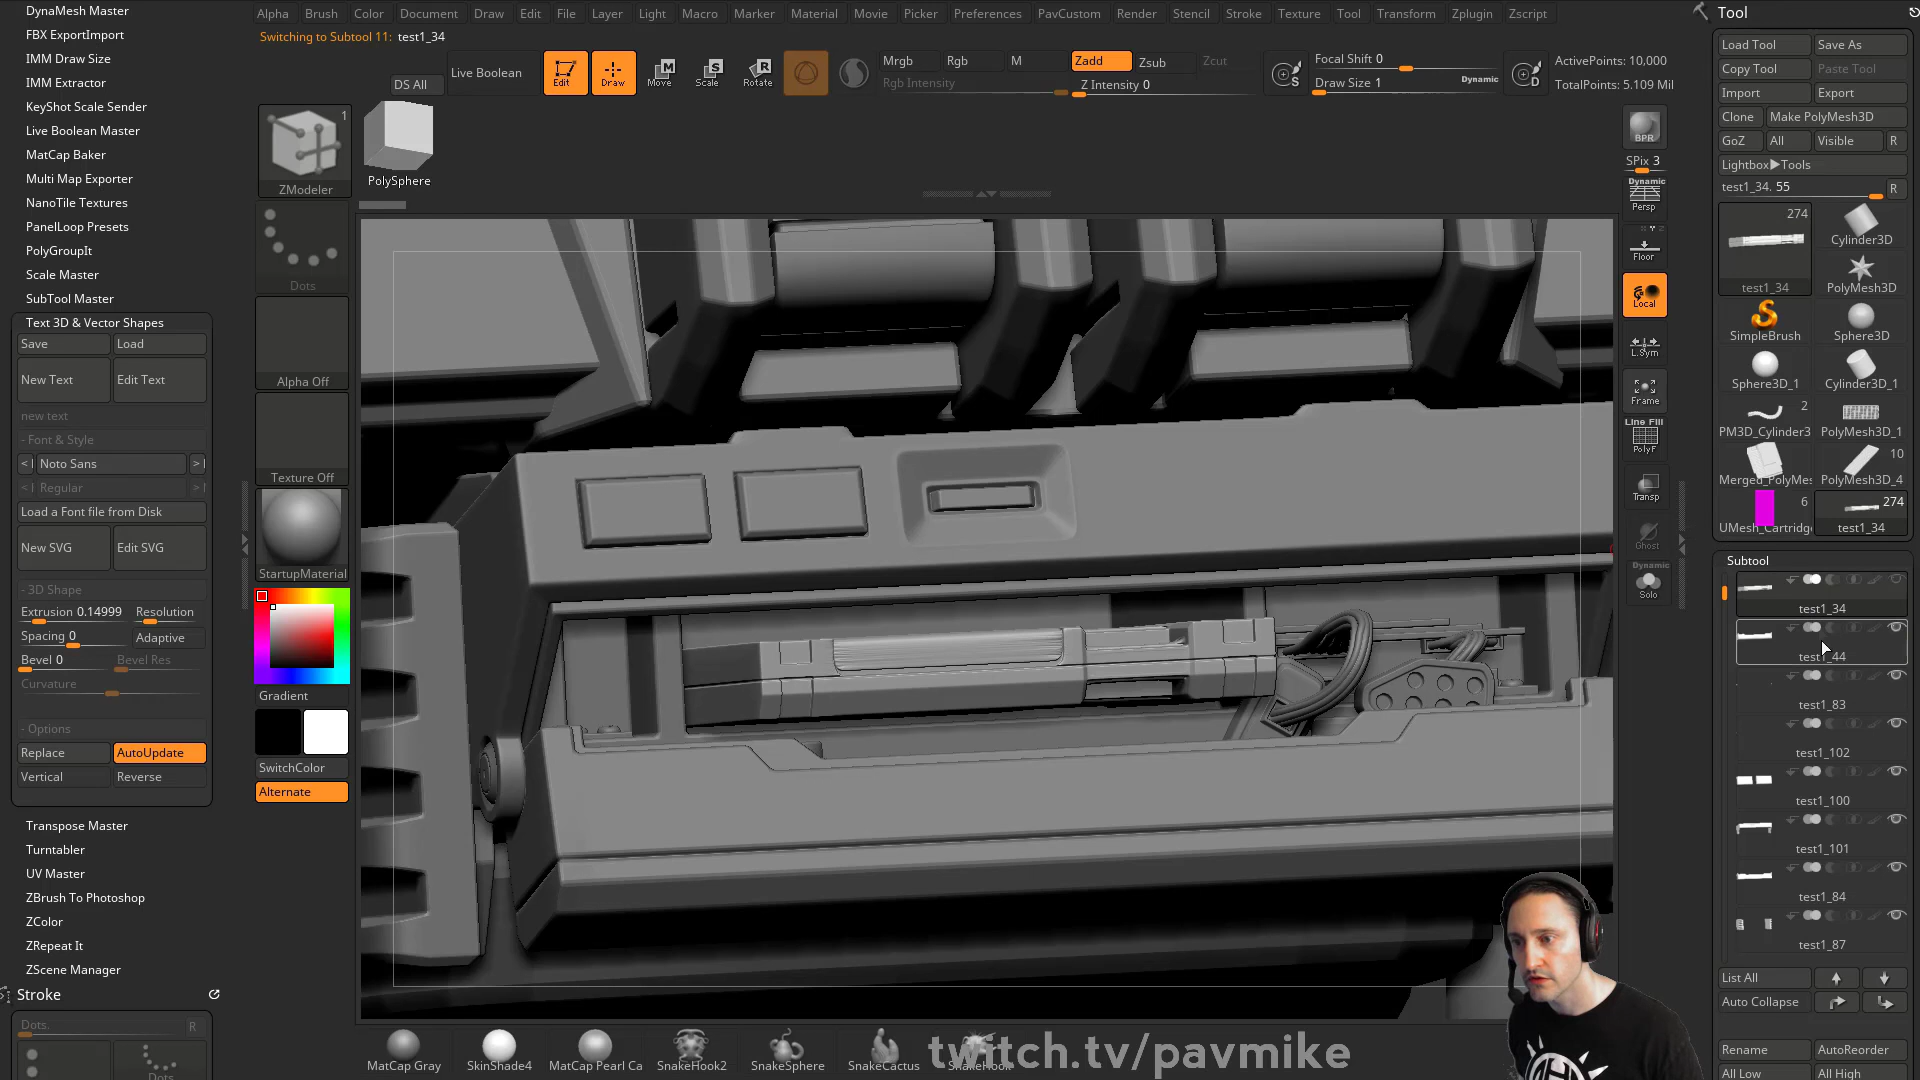 DynaMesh Master
FBX ExportImport
IMM Draw Size
IMM Extractor
KeyShot Scale Sender
Live Boolean Master
MatCap Baker
Multi Map Exporter
NanoTile Textures
PanelLoop Presets
PolyGroupIt
Scale Master
SubTool Master
Text 3D & Vector Shapes
Save Load
New Text Edit Text
new text
- Font & Style
< Noto Sans >
< Regular >
Load a Font file from Disk
New SVG Edit SVG
- 3D Shape
Extrusion 0.14999 Resolution
Spacing 0 Adaptive
Bevel 0 Bevel Res
Curvature
- Options
Replace AutoUpdate
Vertical Reverse
Transpose Master
Turntabler
UV Master
ZBrush To Photoshop
ZColor
ZRepeat It
ZScene Manager
Stroke
Dots. R
Dots
Alpha Brush Color Document Draw Edit File Layer Light Macro Marker Material Movie Picker Preferences PavCustom Render Stencil Stroke Texture Tool Transform Zplugin Zscript
Switching to Subtool 11: test1_34
DS All Live Boolean Edit Draw Move Scale Rotate
Mrgb Rgb M Zadd Zsub Zcut
Rgb Intensity Z Intensity 0
Focal Shift 0
Draw Size 1 Dynamic
ActivePoints: 10,000
TotalPoints: 5.109 Mil
1
ZModeler
PolySphere
Dots
Alpha Off
Texture Off
StartupMaterial
Gradient
SwitchColor
Alternate
BPR
SPix 3
Dynamic
Persp
Floor
Local
L.Sym
Frame
Line Fill
PolyF
Transp
Ghost
Dynamic
Solo
MatCap Gray SkinShade4 MatCap Pearl Ca SnakeHook2 SnakeSphere SnakeCactus SnakeHook
twitch.tv/pavmike
Tool
Load Tool Save As
Copy Tool Paste Tool
Import Export
Clone Make PolyMesh3D
GoZ All Visible R
Lightbox▶Tools
test1_34. 55 R
274
test1_34 Cylinder3D
PolyMesh3D
SimpleBrush Sphere3D
Sphere3D_1 Cylinder3D_1
2
PM3D_Cylinder3 PolyMesh3D_1
10
Merged_PolyMes PolyMesh3D_4
6 274
UMesh_Cartridge test1_34
Subtool
test1_34
test1_44
test1_83
test1_102
test1_100
test1_101
test1_84
test1_87
List All
Auto Collapse
Rename AutoReorder
All Low All High